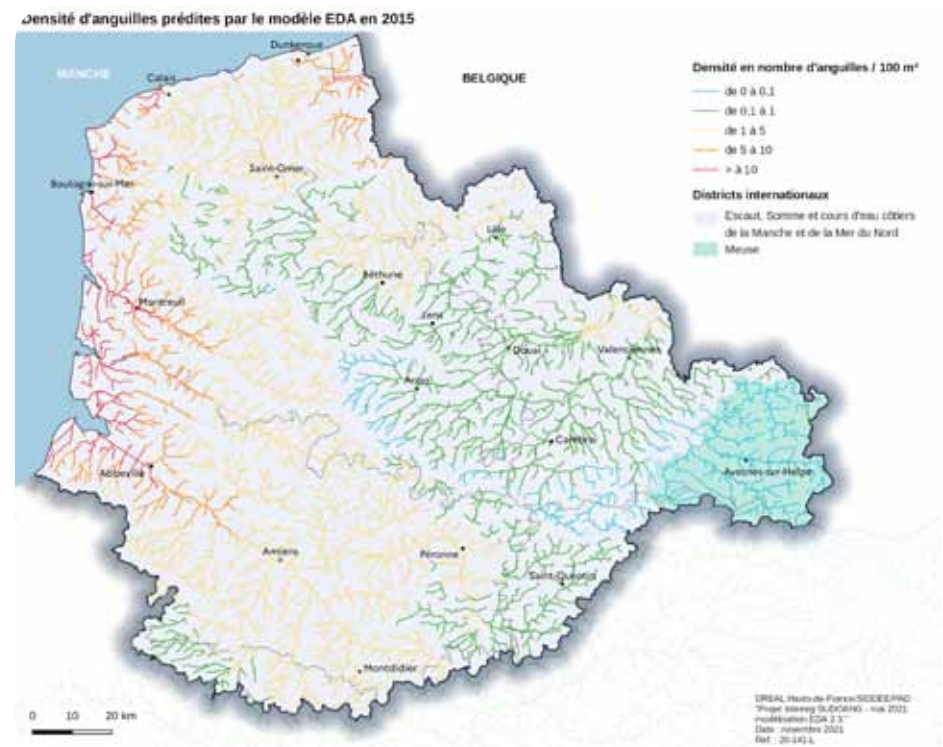 Densité d'anguilles prédites par le modèle EDA en 2015
MANCHE
Dunkerque
Calais
BELGIQUE
Densité en nombre d'anguilles / 100 m²
de 0 à 0,1
de 0,1 à 1
de 1 à 5
de 5 à 10
> à 10
Districts internationaux
Escaut, Somme et cours d'eau côtiers
de la Manche et de la Mer du Nord
Meuse
Saint-Omer
Boulogne-sur-Mer
Lille
Béthune
Montreuil
Lens
Douai
Valenciennes
Arras
Cambrai
Avesnes-sur-Helpe
Abbeville
Amiens
Péronne
Saint-Quentin
Montdidier
0 10 20 km
DREAL Hauts-de-France/SIDDEE/PAD
"Projet Interreg SUDOANG - mai 2021
modélisation EDA 2.3."
Date : novembre 2021
Réf. : 20-141-L